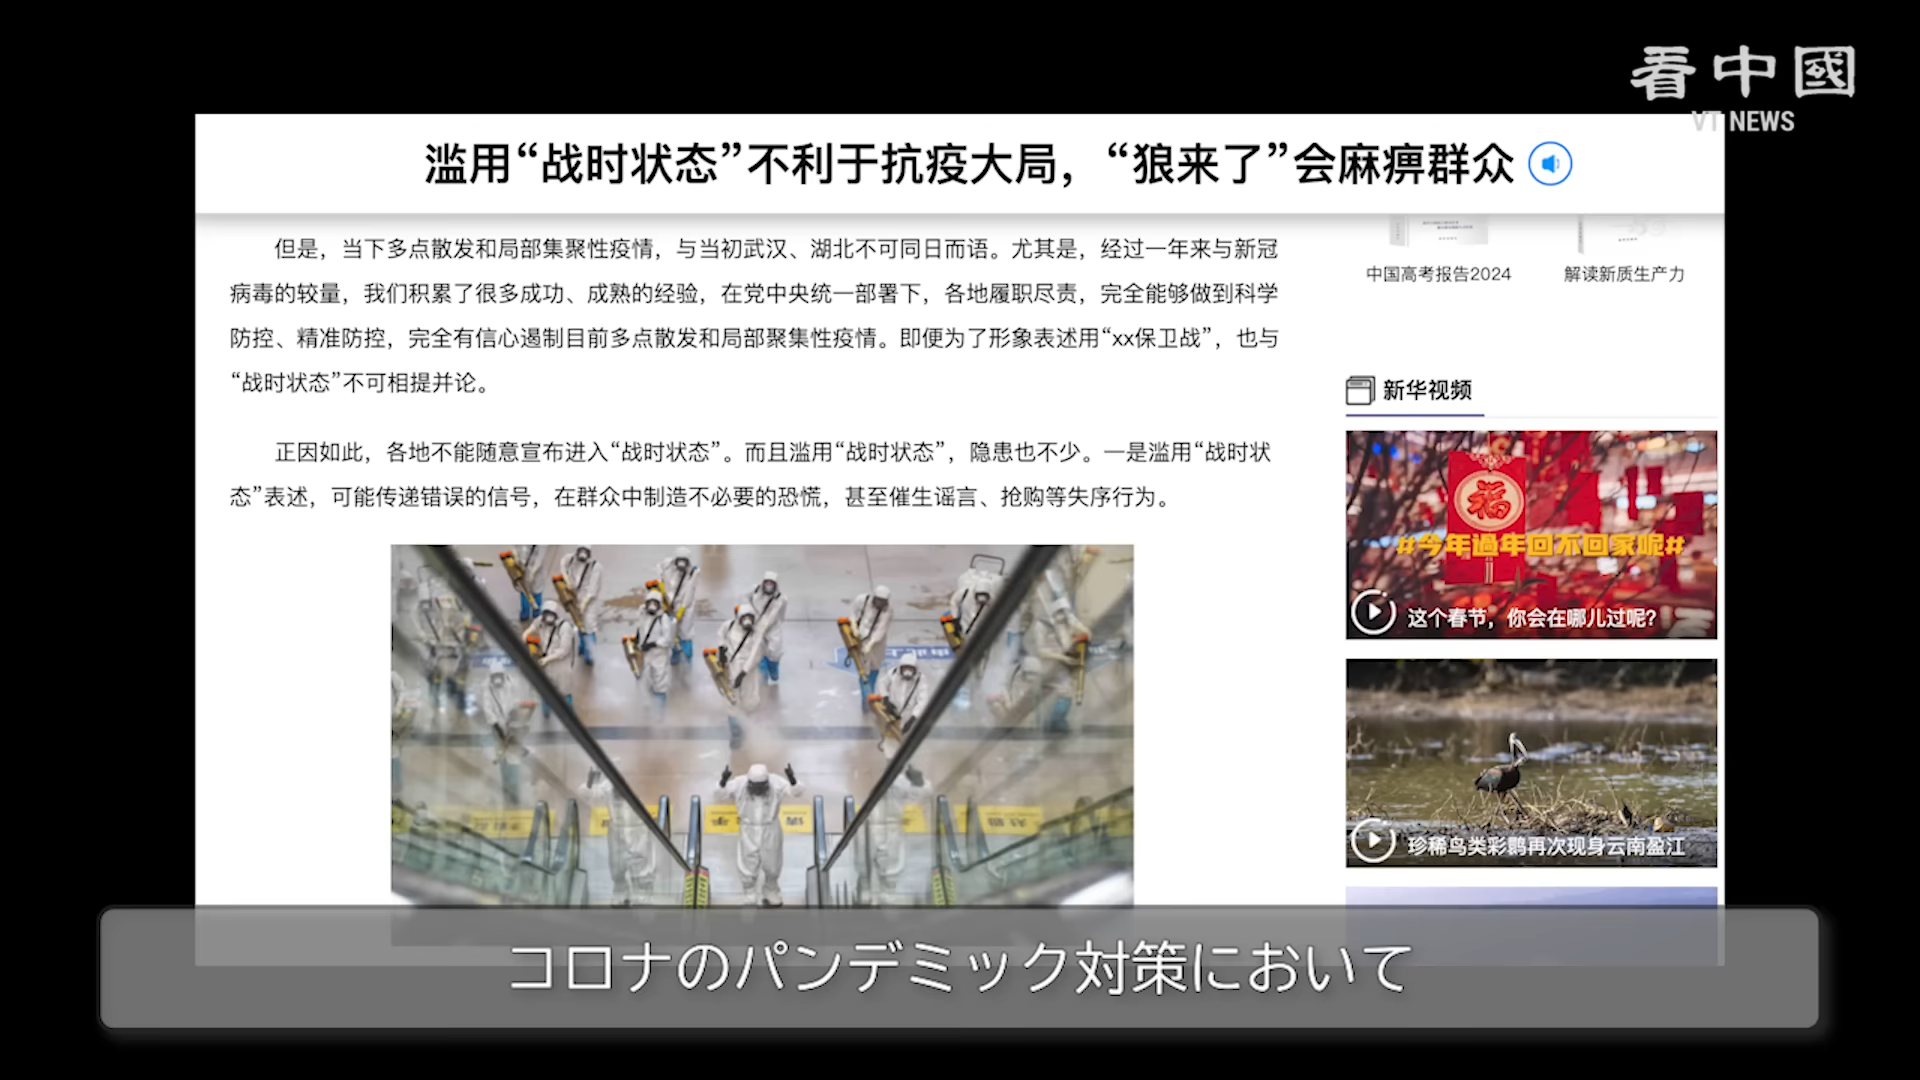 看中國
VT NEWS
滥用“战时状态”不利于抗疫大局，“狼来了”会麻痹群众
但是，当下多点散发和局部集聚性疫情，与当初武汉、湖北不可同日而语。尤其是，经过一年来与新冠
病毒的较量，我们积累了很多成功、成熟的经验，在党中央统一部署下，各地履职尽责，完全能够做到科学
防控、精准防控，完全有信心遏制目前多点散发和局部聚集性疫情。即便为了形象表述用“xx保卫战”，也与
“战时状态”不可相提并论。
正因如此，各地不能随意宣布进入“战时状态”。而且滥用“战时状态”，隐患也不少。一是滥用“战时状
态”表述，可能传递错误的信号，在群众中制造不必要的恐慌，甚至催生谣言、抢购等失序行为。
中国高考报告2024
解读新质生产力
新华视频
福
#今年過年回不回家呢#
这个春节，你会在哪儿过呢？
珍稀鸟类彩鹮再次现身云南盈江
コロナのパンデミック対策において